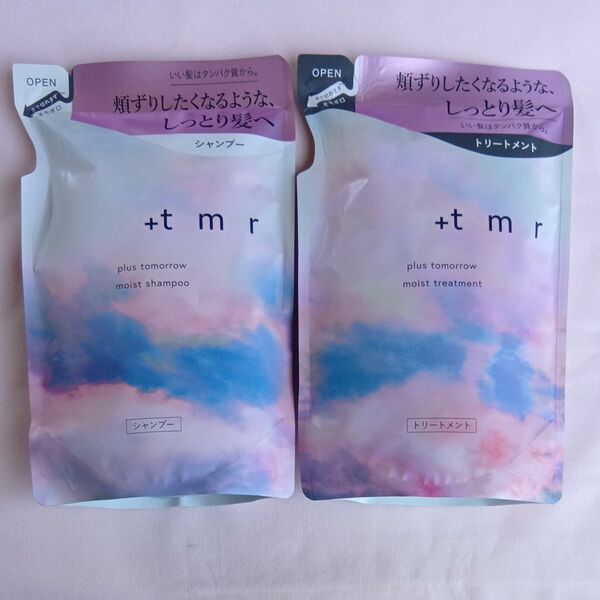 OPEN
いい髪はタンパク質から。
頬ずりしたくなるような、
しっとり髪へ
シャンプー
+t m r
plus tomorrow
moist shampoo
シャンプー
OPEN
頬ずりしたくなるような、
しっとり髪へ
いい髪はタンパク質から。
トリートメント
+t m r
plus tomorrow
moist treatment
トリートメント